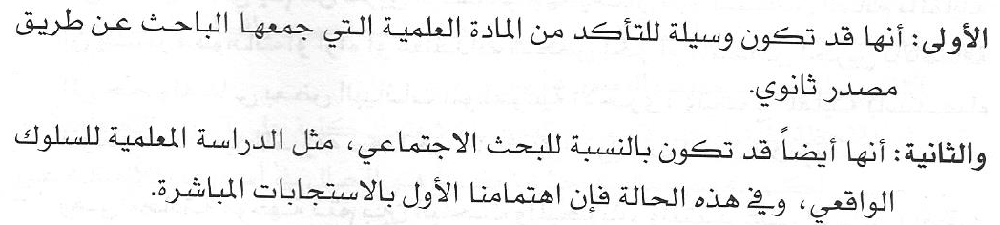 الأولى: أنها قد تكون وسيلة للتأكد من المادة العلمية التي جمعها الباحث عن طريق
مصدر ثانوي.
والثانية: أنها أيضاً قد تكون بالنسبة للبحث الاجتماعي، مثل الدراسة المعلمية للسلوك
الواقعي، وفي هذه الحالة فإن اهتمامنا الأول بالاستجابات المباشرة.